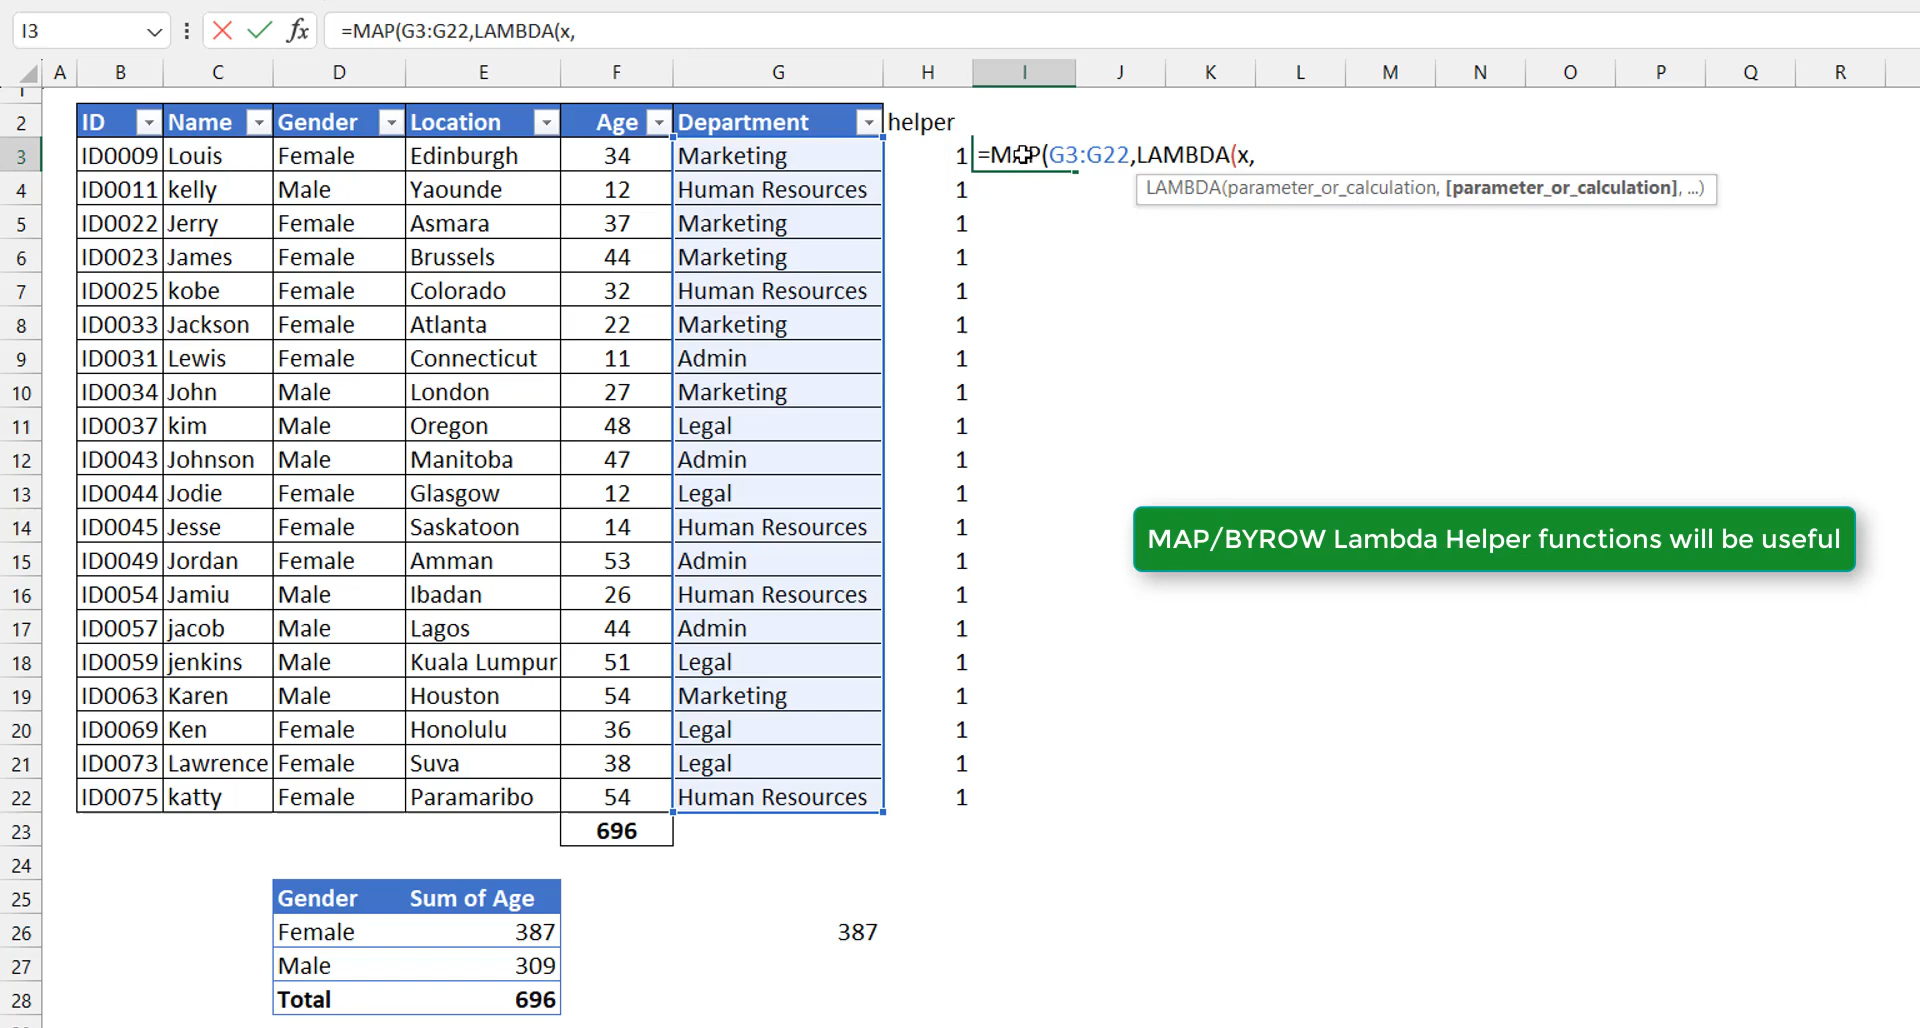 I3 fx =MAP(G3:G22,LAMBDA(x,
A B C D E F G H I J K L M N O P Q R
2 ID Name Gender Location Age Department helper
3 ID0009 Louis Female Edinburgh 34 Marketing 1 =MAP(G3:G22,LAMBDA(x,
LAMBDA(parameter_or_calculation, [parameter_or_calculation], ...)
4 ID0011 kelly Male Yaounde 12 Human Resources 1
5 ID0022 Jerry Female Asmara 37 Marketing 1
6 ID0023 James Female Brussels 44 Marketing 1
7 ID0025 kobe Female Colorado 32 Human Resources 1
8 ID0033 Jackson Female Atlanta 22 Marketing 1
9 ID0031 Lewis Female Connecticut 11 Admin 1
10 ID0034 John Male London 27 Marketing 1
11 ID0037 kim Male Oregon 48 Legal 1
12 ID0043 Johnson Male Manitoba 47 Admin 1
13 ID0044 Jodie Female Glasgow 12 Legal 1
14 ID0045 Jesse Female Saskatoon 14 Human Resources 1
MAP/BYROW Lambda Helper functions will be useful
15 ID0049 Jordan Female Amman 53 Admin 1
16 ID0054 Jamiu Male Ibadan 26 Human Resources 1
17 ID0057 jacob Male Lagos 44 Admin 1
18 ID0059 jenkins Male Kuala Lumpur 51 Legal 1
19 ID0063 Karen Male Houston 54 Marketing 1
20 ID0069 Ken Female Honolulu 36 Legal 1
21 ID0073 Lawrence Female Suva 38 Legal 1
22 ID0075 katty Female Paramaribo 54 Human Resources 1
23 696
24
25 Gender Sum of Age
26 Female 387 387
27 Male 309
28 Total 696